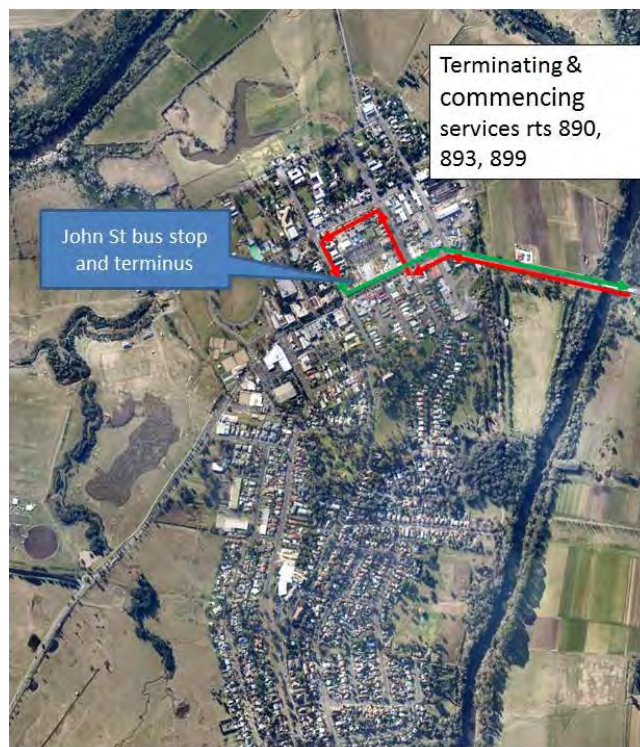 Terminating &
commencing
services rts 890,
893, 899
John St bus stop
and terminus